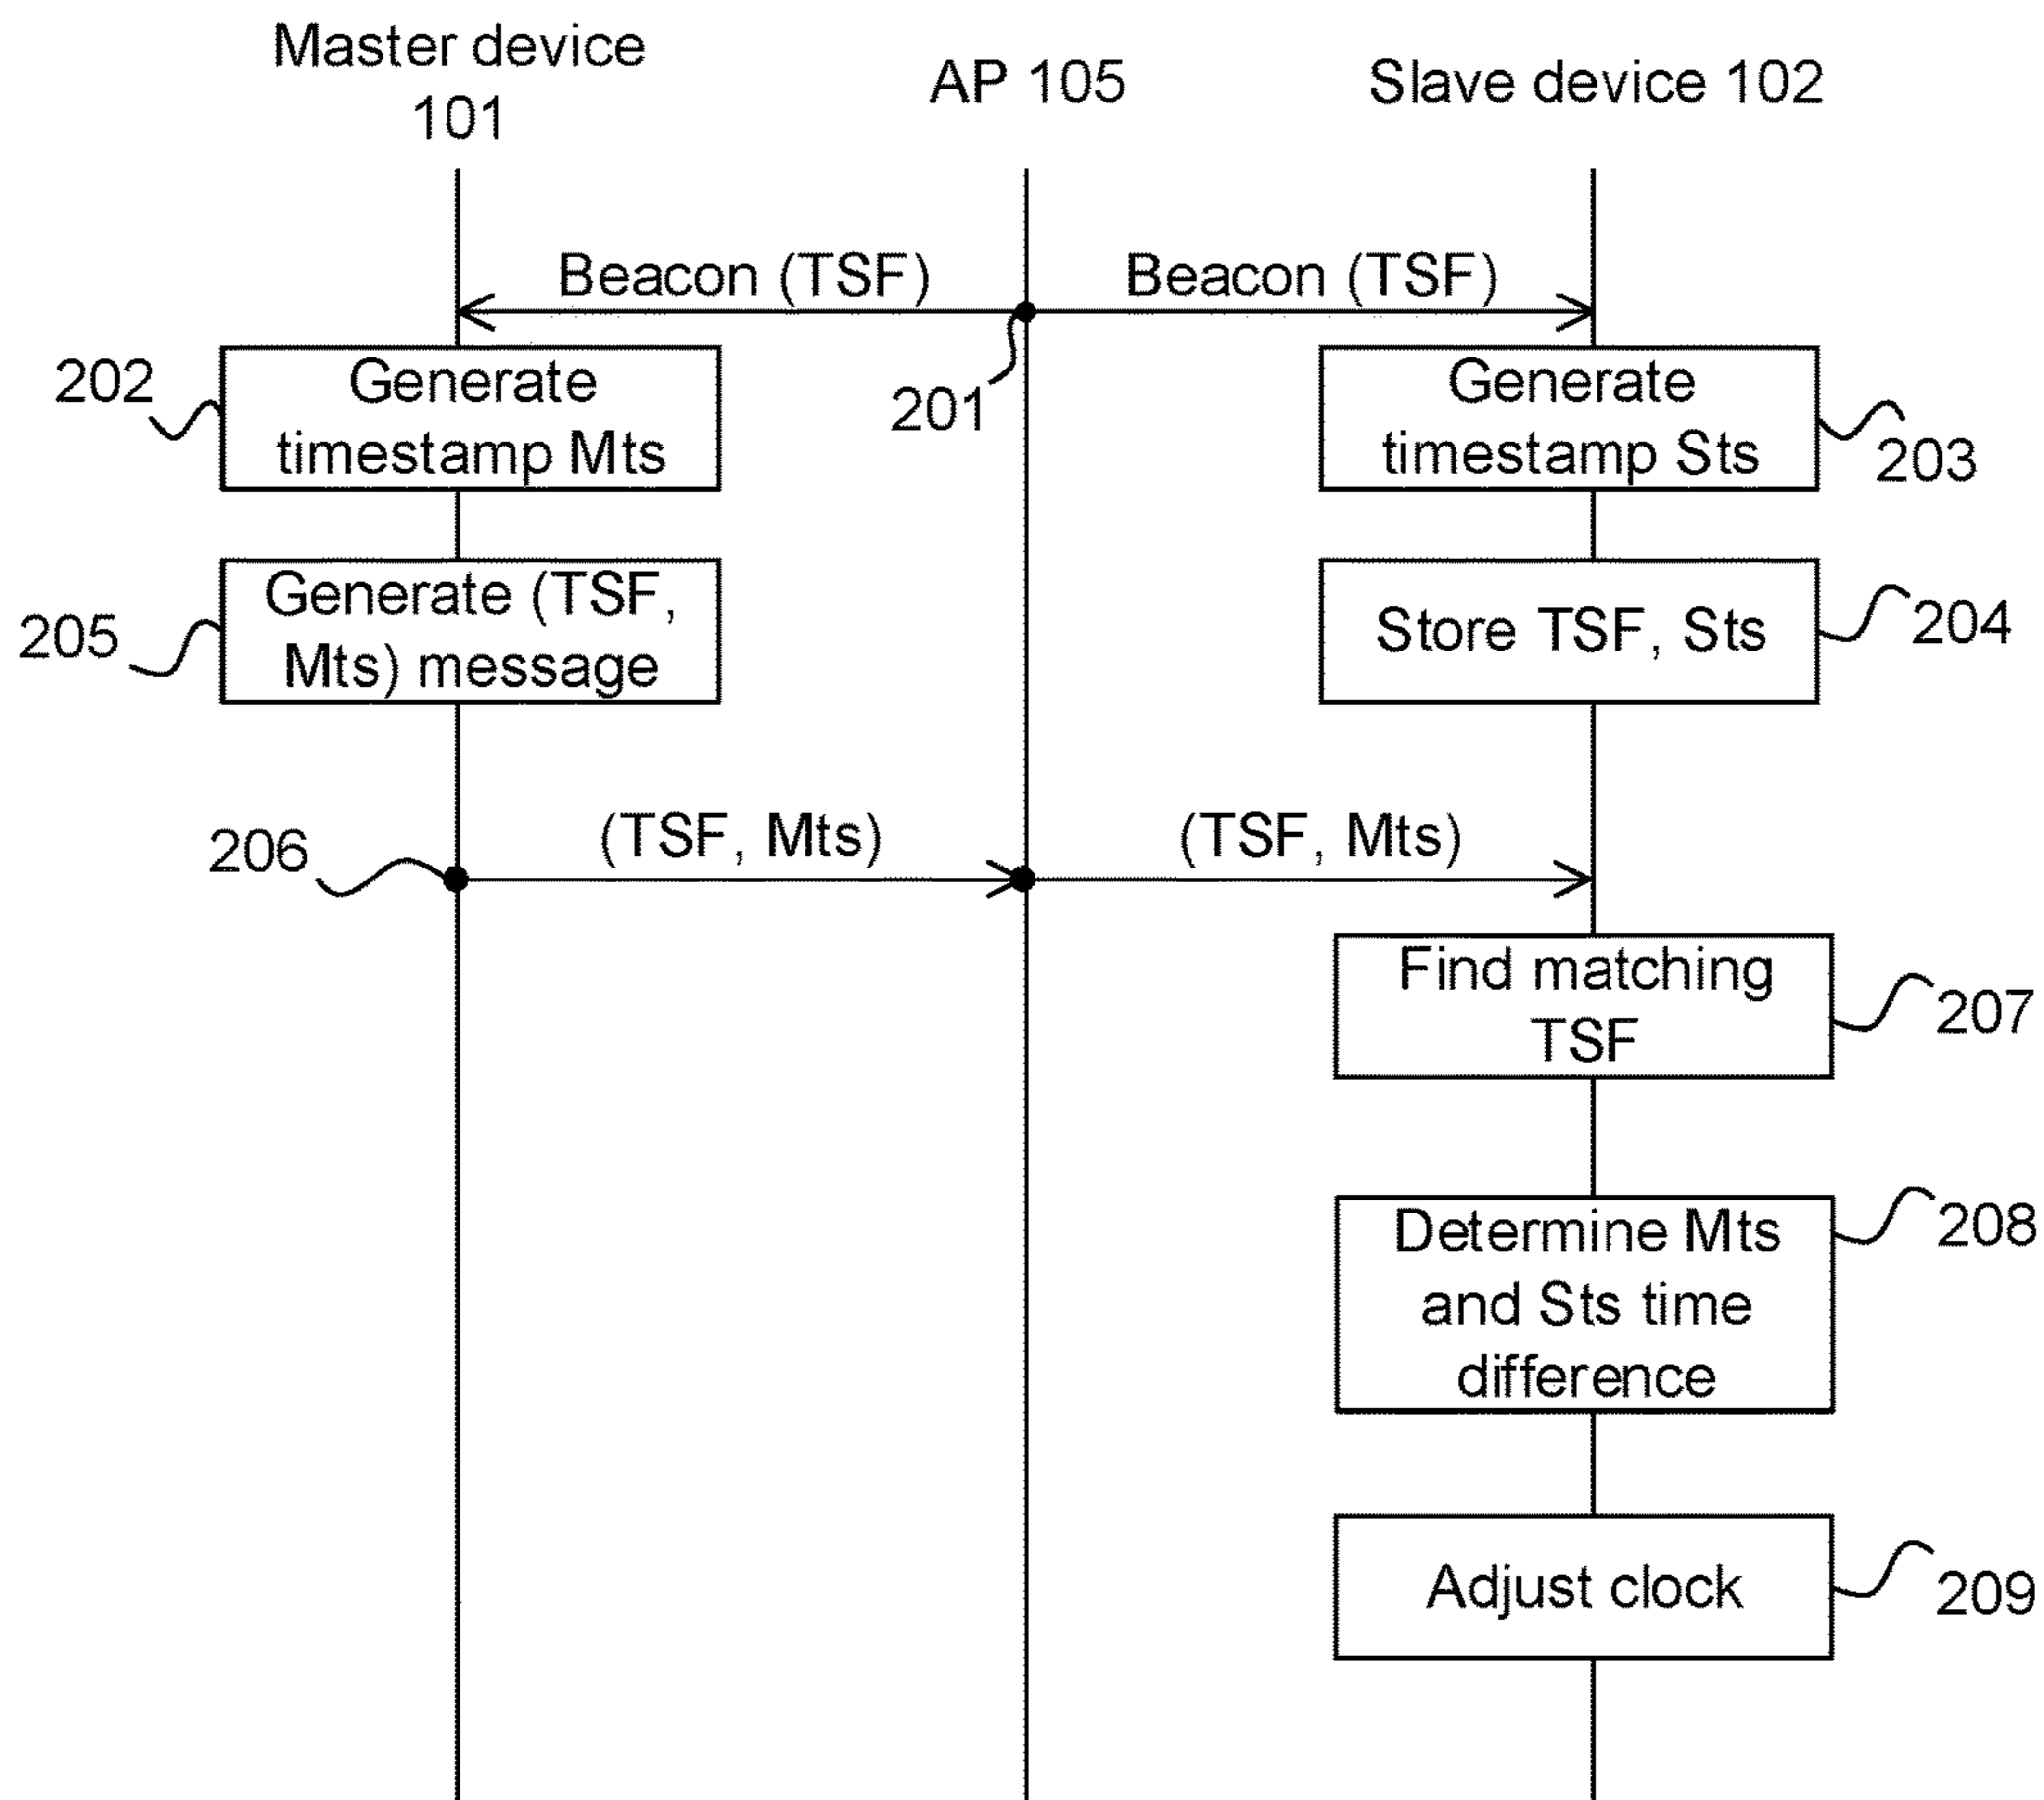 Master device
101
AP 105
Slave device 102
Beacon (TSF)
Beacon (TSF)
201
202
Generate
timestamp Mts
Generate
timestamp Sts
203
205
Generate (TSF,
Mts) message
Store TSF, Sts
204
206
(TSF, Mts)
(TSF, Mts)
Find matching
TSF
207
Determine Mts
and Sts time
difference
208
Adjust clock
209